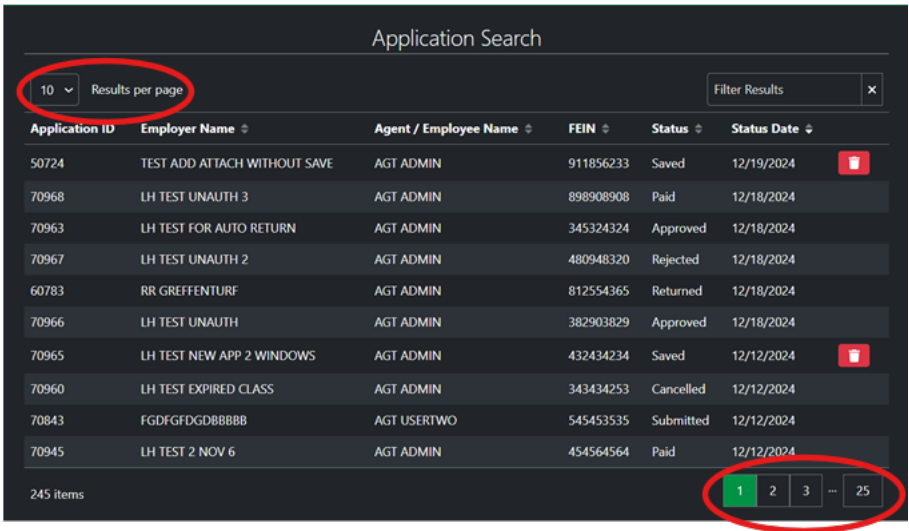 Application Search
10 Results per page Filter Results ×
Application ID Employer Name Agent / Employee Name FEIN Status Status Date
50724 TEST ADD ATTACH WITHOUT SAVE AGT ADMIN 911856233 Saved 12/19/2024
70968 LH TEST UNAUTH 3 AGT ADMIN 898908908 Paid 12/18/2024
70963 LH TEST FOR AUTO RETURN AGT ADMIN 345324324 Approved 12/18/2024
70967 LH TEST UNAUTH 2 AGT ADMIN 480948320 Rejected 12/18/2024
60783 RR GREFFENTURF AGT ADMIN 812554365 Returned 12/18/2024
70966 LH TEST UNAUTH AGT ADMIN 382903829 Approved 12/18/2024
70965 LH TEST NEW APP 2 WINDOWS AGT ADMIN 432434234 Saved 12/12/2024
70960 LH TEST EXPIRED CLASS AGT ADMIN 343434253 Cancelled 12/12/2024
70843 FGDFGFDGDBBBBB AGT USERTWO 545453535 Submitted 12/12/2024
70945 LH TEST 2 NOV 6 AGT ADMIN 454564564 Paid 12/12/2024
245 items 1 2 3 ... 25